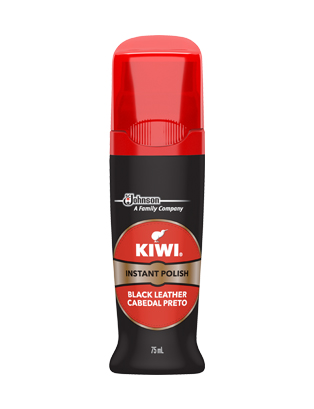 SC Johnson
A Family Company
KIWI
INSTANT POLISH
BLACK LEATHER
CABEDAL PRETO
75 mL